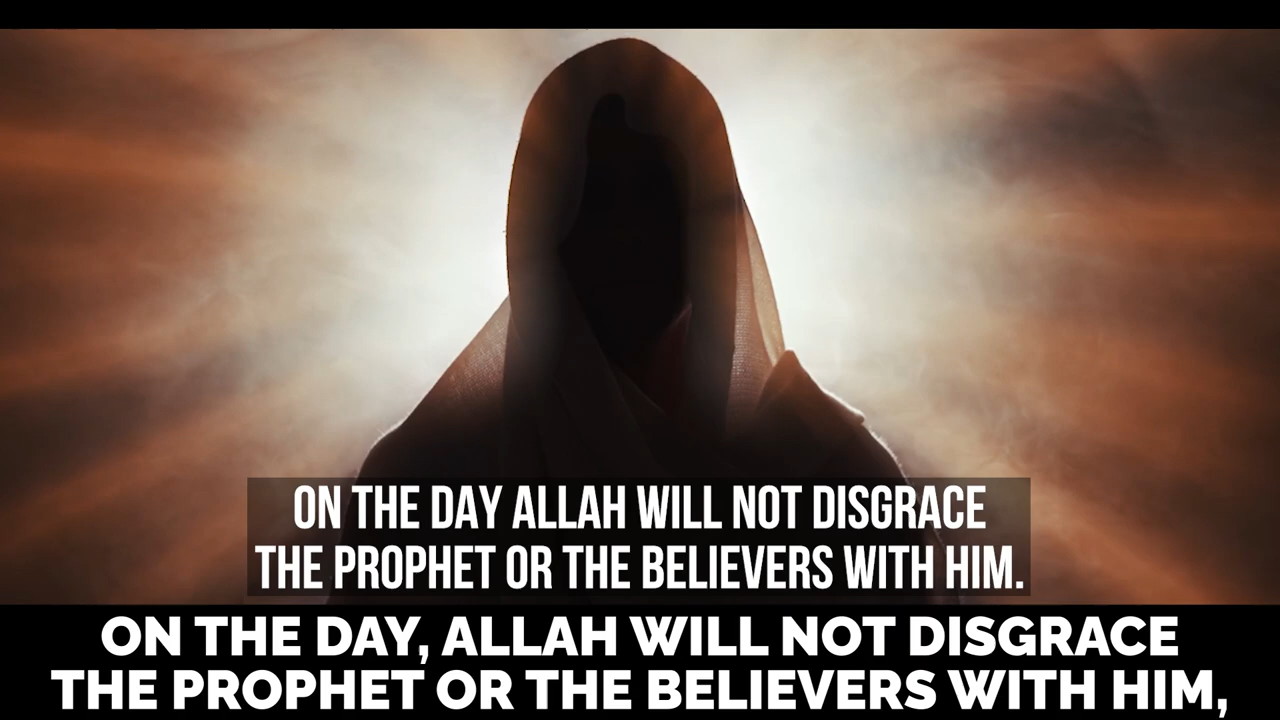 ON THE DAY ALLAH WILL NOT DISGRACE
THE PROPHET OR THE BELIEVERS WITH HIM.
ON THE DAY, ALLAH WILL NOT DISGRACE
THE PROPHET OR THE BELIEVERS WITH HIM,